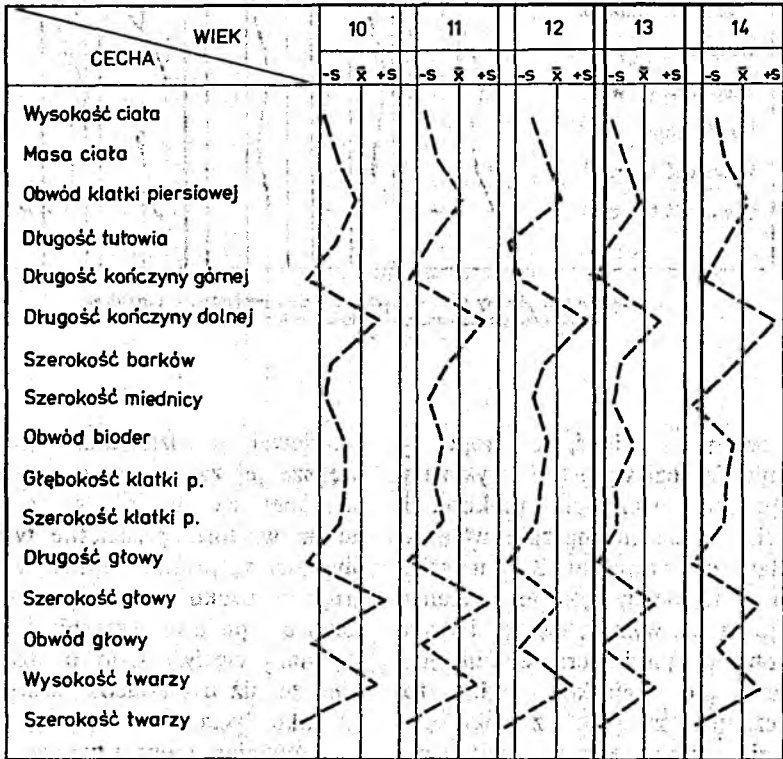 WIEK 10 11 12 13 14
CECHA -S x̄ +S -S x̄ +S -S x̄ +S -S x̄ +S -S x̄ +S
Wysokość ciała
Masa ciała
Obwód klatki piersiowej
Długość tułowia
Długość kończyny górnej
Długość kończyny dolnej
Szerokość barków
Szerokość miednicy
Obwód bioder
Głębokość klatki p.
Szerokość klatki p.
Długość głowy
Szerokość głowy
Obwód głowy
Wysokość twarzy
Szerokość twarzy